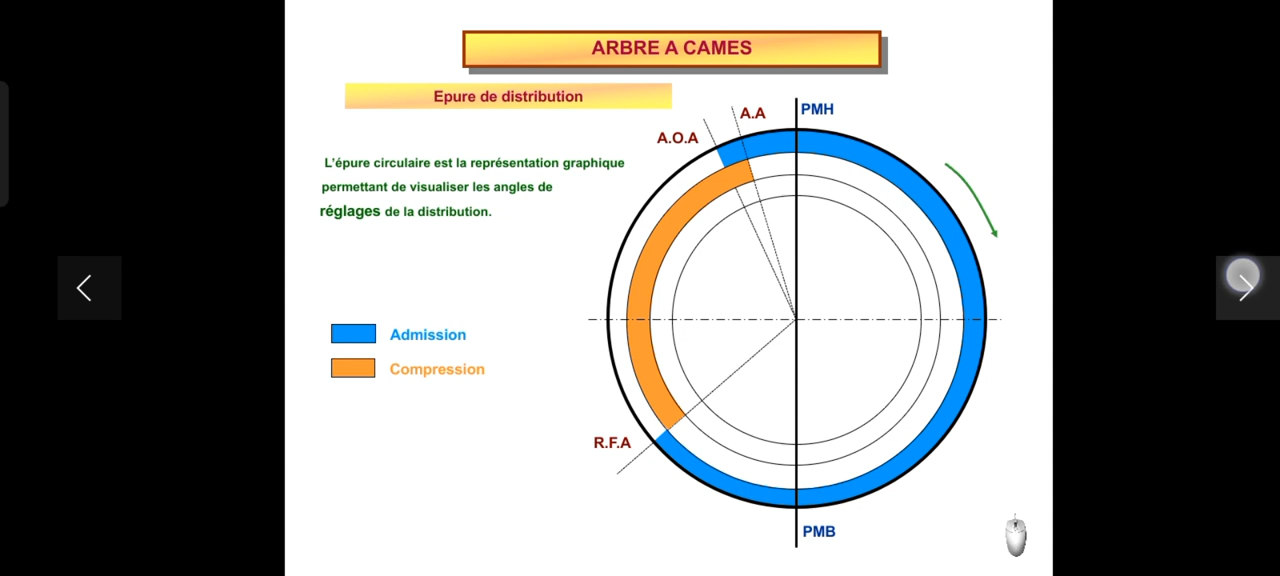 ARBRE A CAMES
Epure de distribution
L'épure circulaire est la représentation graphique
permettant de visualiser les angles de
réglages de la distribution.
Admission
Compression
A.O.A
A.A
PMH
R.F.A
PMB